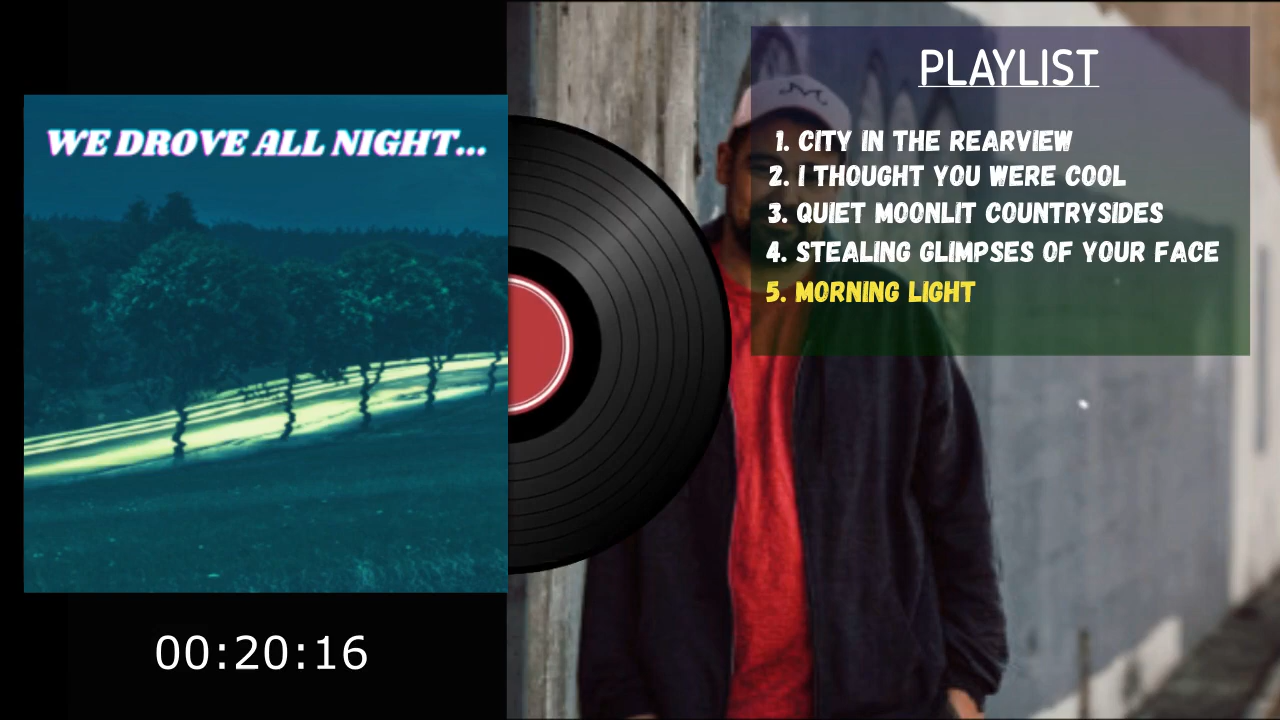 WE DROVE ALL NIGHT...
00:20:16
PLAYLIST
1. CITY IN THE REARVIEW
2. I THOUGHT YOU WERE COOL
3. QUIET MOONLIT COUNTRYSIDES
4. STEALING GLIMPSES OF YOUR FACE
5. MORNING LIGHT